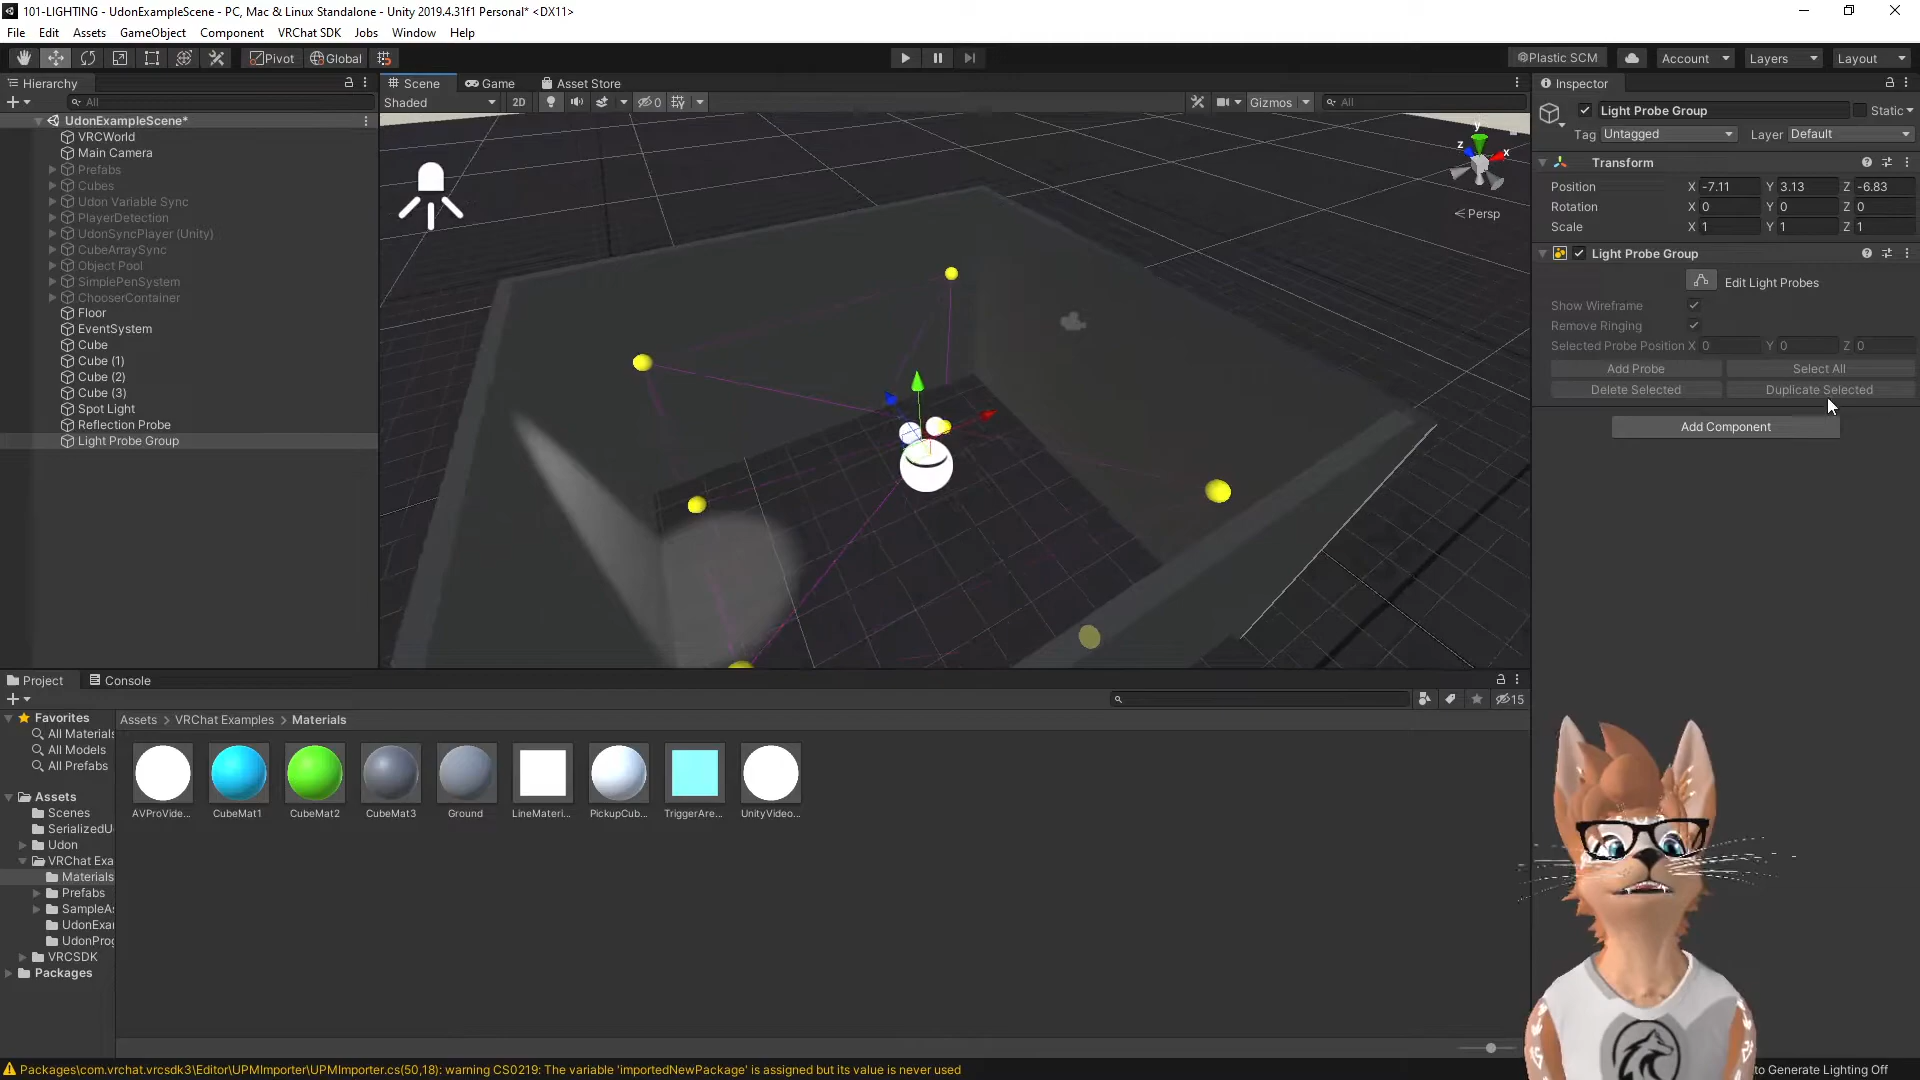 101-LIGHTING - UdonExampleScene - PC, Mac & Linux Standalone - Unity 2019.4.31f1 Personal* <DX11>
File Edit Assets GameObject Component VRChat SDK Jobs Window Help
Pivot Global Plastic SCM Account Layers Layout
Hierarchy
All
UdonExampleScene*
VRCWorld
Main Camera
Prefabs
Cubes
Udon Variable Sync
PlayerDetection
UdonSyncPlayer (Unity)
CubeArraySync
Object Pool
SimplePenSystem
ChooserContainer
Floor
EventSystem
Cube
Cube (1)
Cube (2)
Cube (3)
Spot Light
Reflection Probe
Light Probe Group
Scene Game Asset Store
Shaded 2D 0 Gizmos All
y
z x
Persp
Inspector
Light Probe Group Static
Tag Untagged Layer Default
Transform
Position X -7.11 Y 3.13 Z -6.83
Rotation X 0 Y 0 Z 0
Scale X 1 Y 1 Z 1
Light Probe Group
Edit Light Probes
Show Wireframe
Remove Ringing
Selected Probe Position X 0 Y 0 Z 0
Add Probe Select All
Delete Selected Duplicate Selected
Add Component
Project Console
15
Favorites
All Materials
All Models
All Prefabs
Assets
Scenes
SerializedU
Udon
VRChat Exa
Materials
Prefabs
SampleAs
UdonExa
UdonProg
VRCSDK
Packages
Assets > VRChat Examples > Materials
AVProVide... CubeMat1 CubeMat2 CubeMat3 Ground LineMateri... PickupCub... TriggerAre... UnityVideo...
Packages\com.vrchat.vrcsdk3\Editor\UPMImporter\UPMImporter.cs(50,18): warning CS0219: The variable 'importedNewPackage' is assigned but its value is never used
to Generate Lighting Off